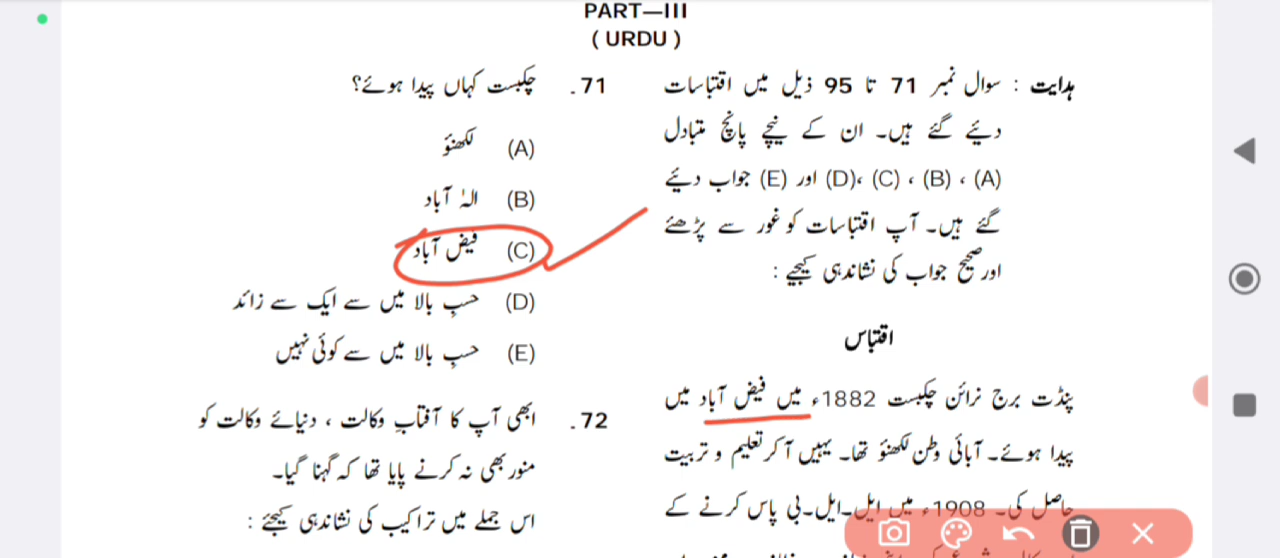 PART—III
( URDU )
ہدایت : سوال نمبر 71 تا 95 ذیل میں اقتباسات
دئیے گئے ہیں۔ ان کے نیچے پانچ متبادل
(A) ، (B) ، (C) ،(D) اور (E) جواب دئیے
گئے ہیں۔ آپ اقتباسات کو غور سے پڑھئے
اور صحیح جواب کی نشاندہی کیجیے :
اقتباس
پنڈت برج نرائن چکبست 1882ء میں فیض آباد میں
پیدا ہوئے۔ آبائی وطن لکھنؤ تھا۔ یہیں آ کر تعلیم و تربیت
حاصل کی۔ 1908ء میں ایل۔ایل۔بی پاس کرنے کے
71. چکبست کہاں پیدا ہوئے؟
(A) لکھنؤ
(B) الہٰ آباد
(C) فیض آباد
(D) حسبِ بالا میں سے ایک سے زائد
(E) حسبِ بالا میں سے کوئی نہیں
72. ابھی آپ کا آفتابِ وکالت ، دنیائے وکالت کو
منور بھی نہ کرنے پایا تھا کہ گہنا گیا۔
اس جملے میں تراکیب کی نشاندہی کیجئے :